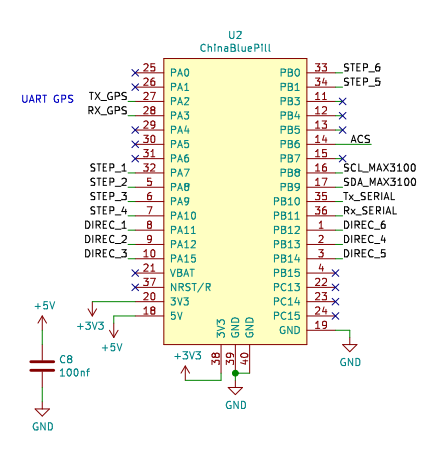 U2
ChinaBluePill
25 PA0 PB0 33 STEP_6
26 PA1 PB1 34 STEP_5
UART GPS TX_GPS 27 PA2 PB3 11
RX_GPS 28 PA3 PB4 12
29 PA4 PB5 13
30 PA5 PB6 14 ACS
31 PA6 PB7 15
STEP_1 32 PA7 PB8 16 SCL_MAX3100
STEP_2 5 PA8 PB9 17 SDA_MAX3100
STEP_3 6 PA9 PB10 35 Tx_SERIAL
STEP_4 7 PA10 PB11 36 Rx_SERIAL
DIREC_1 8 PA11 PB12 1 DIREC_6
DIREC_2 9 PA12 PB13 2 DIREC_4
DIREC_3 10 PA15 PB14 3 DIREC_5
21 VBAT PB15 4
37 NRST/R PC13 22
20 3V3 PC14 23
18 5V PC15 24
GND 19
+5V
+3V3
+5V
3V3 GND GND
38 39 40
+3V3
GND
C8
100nf
GND
GND